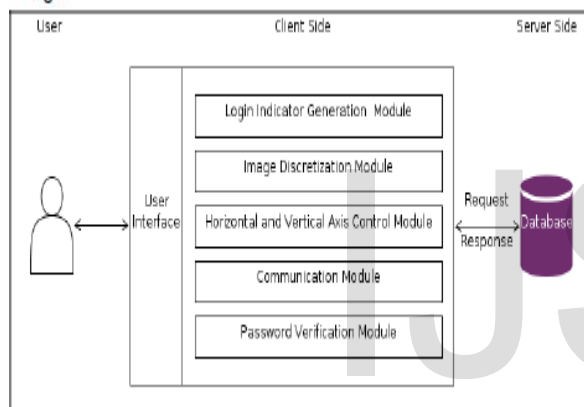 User Client Side Server Side
Login Indicator Generation Module
Image Discretization Module
User
Interface
Horizontal and Vertical Axis Control Module
Request
Response
Database
Communication Module
Password Verification Module
IJS